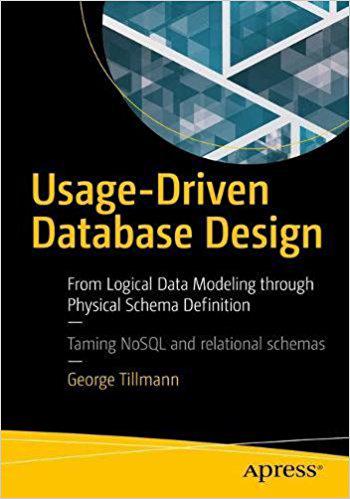 Usage-Driven
Database Design
From Logical Data Modeling through
Physical Schema Definition
—
Taming NoSQL and relational schemas
—
George Tillmann
Apress®